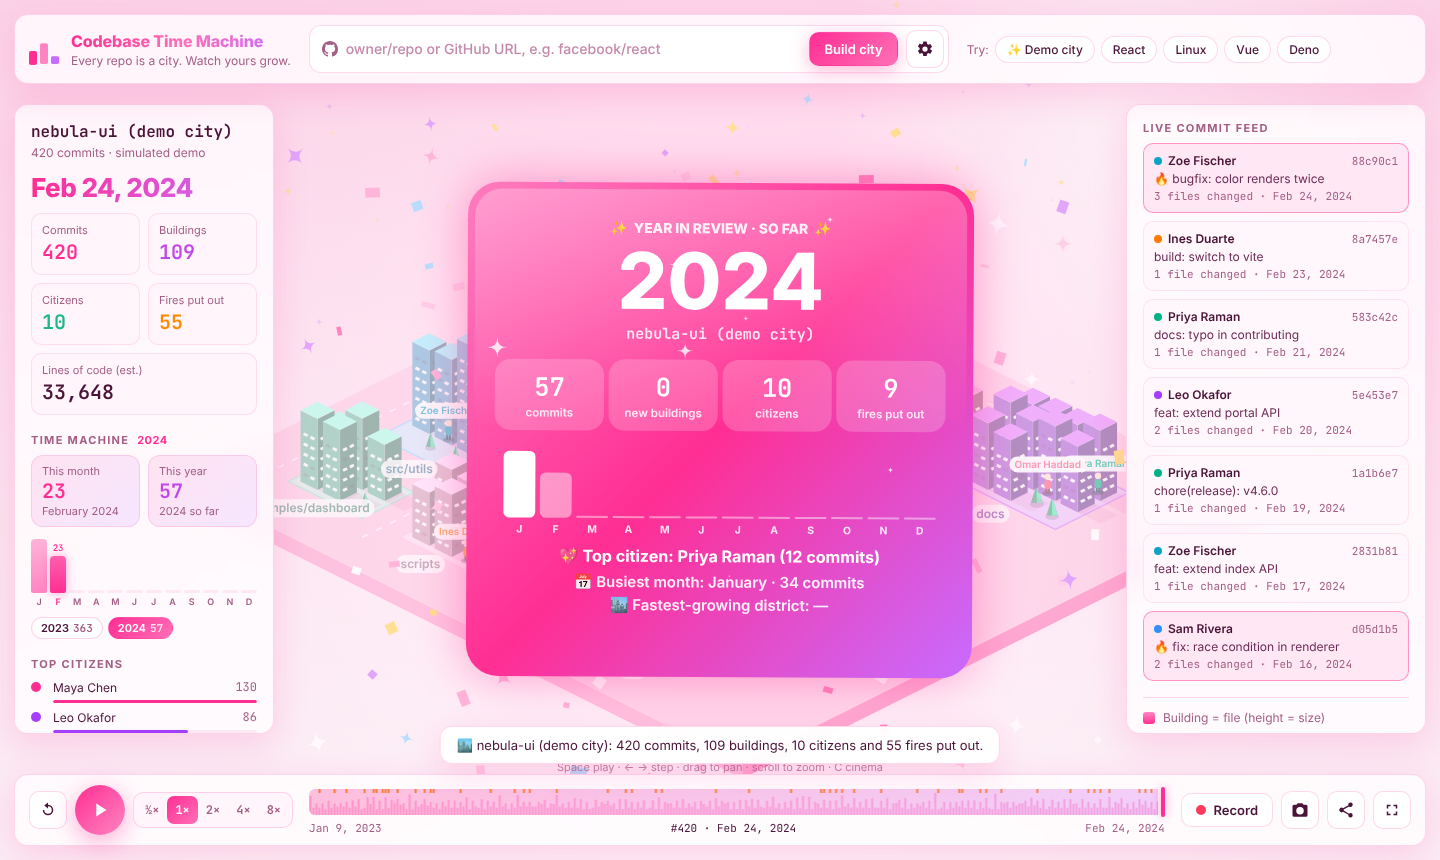 Codebase Time Machine
Every repo is a city. Watch yours grow.
owner/repo or GitHub URL, e.g. facebook/react
Build city
Try:
✨ Demo city
React
Linux
Vue
Deno
nebula-ui (demo city)
420 commits · simulated demo
Feb 24, 2024
Commits
420
Buildings
109
Citizens
10
Fires put out
55
Lines of code (est.)
33,648
TIME MACHINE 2024
This month
23
February 2024
This year
57
2024 so far
23
J F M A M J J A S O N D
2023 363
2024 57
TOP CITIZENS
Maya Chen 130
Leo Okafor 86
Zoe Fisch
src/utils
nples/dashboard
Ines D
scripts
✨ YEAR IN REVIEW · SO FAR ✨
2024
nebula-ui (demo city)
57
commits
0
new buildings
10
citizens
9
fires put out
J F M A M J J A S O N D
💖 Top citizen: Priya Raman (12 commits)
📅 Busiest month: January · 34 commits
🏙️ Fastest-growing district: —
Omar Haddad
a Raman
docs
LIVE COMMIT FEED
Zoe Fischer 88c90c1
🔥 bugfix: color renders twice
3 files changed · Feb 24, 2024
Ines Duarte 8a7457e
build: switch to vite
1 file changed · Feb 23, 2024
Priya Raman 583c42c
docs: typo in contributing
1 file changed · Feb 21, 2024
Leo Okafor 5e453e7
feat: extend portal API
2 files changed · Feb 20, 2024
Priya Raman 1a1b6e7
chore(release): v4.6.0
1 file changed · Feb 19, 2024
Zoe Fischer 2831b81
feat: extend index API
1 file changed · Feb 17, 2024
Sam Rivera d05d1b5
🔥 fix: race condition in renderer
2 files changed · Feb 16, 2024
Building = file (height = size)
🏙️ nebula-ui (demo city): 420 commits, 109 buildings, 10 citizens and 55 fires put out.
Space play · ← → step · drag to pan · scroll to zoom · C cinema
½× 1× 2× 4× 8×
Jan 9, 2023
#420 · Feb 24, 2024
Feb 24, 2024
Record